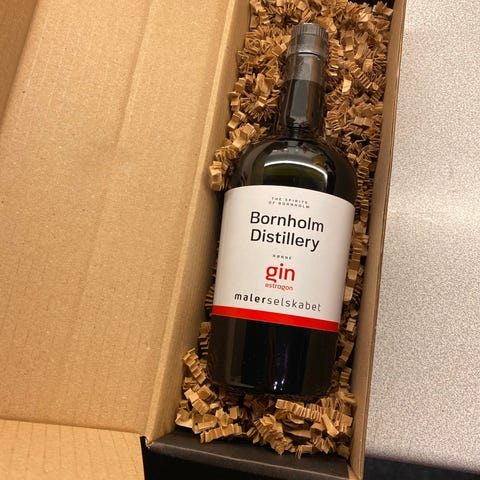 THE SPIRITS
OF BORNHOLM
Bornholm
Distillery
RØNNE
gin
estragon
malerselskabet